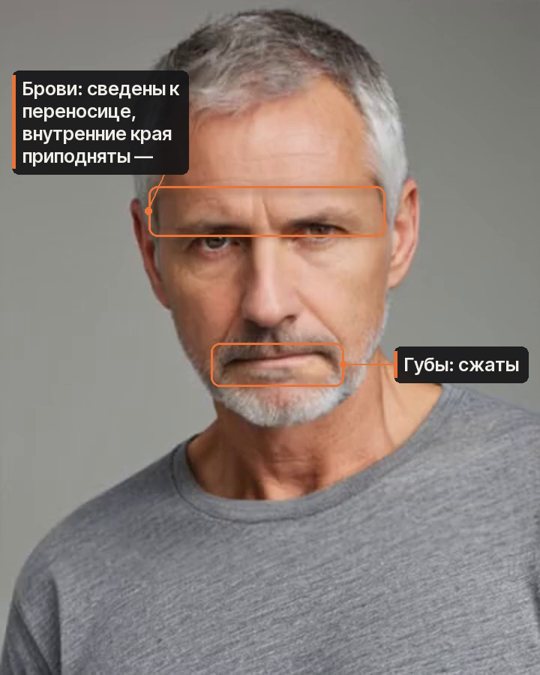 Брови: сведены к
переносице,
внутренние края
приподняты —
Губы: сжаты